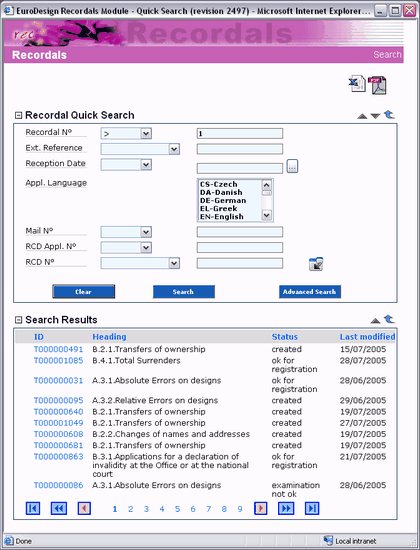 EuroDesign Recordals Module - Quick Search (revision 2497) - Microsoft Internet Explorer...
rec
Recordals
Recordals
Search
Recordal Quick Search
Recordal Nº > 1
Ext. Reference
Reception Date ...
Appl. Language CS-Czech
DA-Danish
DE-German
EL-Greek
EN-English
Mail Nº
RCD Appl. Nº
RCD Nº
Clear Search Advanced Search
Search Results
ID Heading Status Last modified
T000000491 B.2.1.Transfers of ownership created 15/07/2005
T000001085 B.4.1.Total Surrenders ok for 28/07/2005
registration
T000000031 A.3.1.Absolute Errors on designs ok for 28/06/2005
registration
T000000095 A.3.2.Relative Errors on designs created 29/06/2005
T000000640 B.2.1.Transfers of ownership created 19/07/2005
T000001049 B.2.1.Transfers of ownership created 27/07/2005
T000000608 B.2.2.Changes of names and addresses created 19/07/2005
T000000681 B.2.1.Transfers of ownership created 19/07/2005
T000000863 B.3.1.Applications for a declaration of ok for 21/07/2005
invalidity at the Office or at the national registration
court
T000000086 A.3.1.Absolute Errors on designs examination 28/06/2005
not ok
1 2 3 4 5 6 7 8 9
Done Local intranet